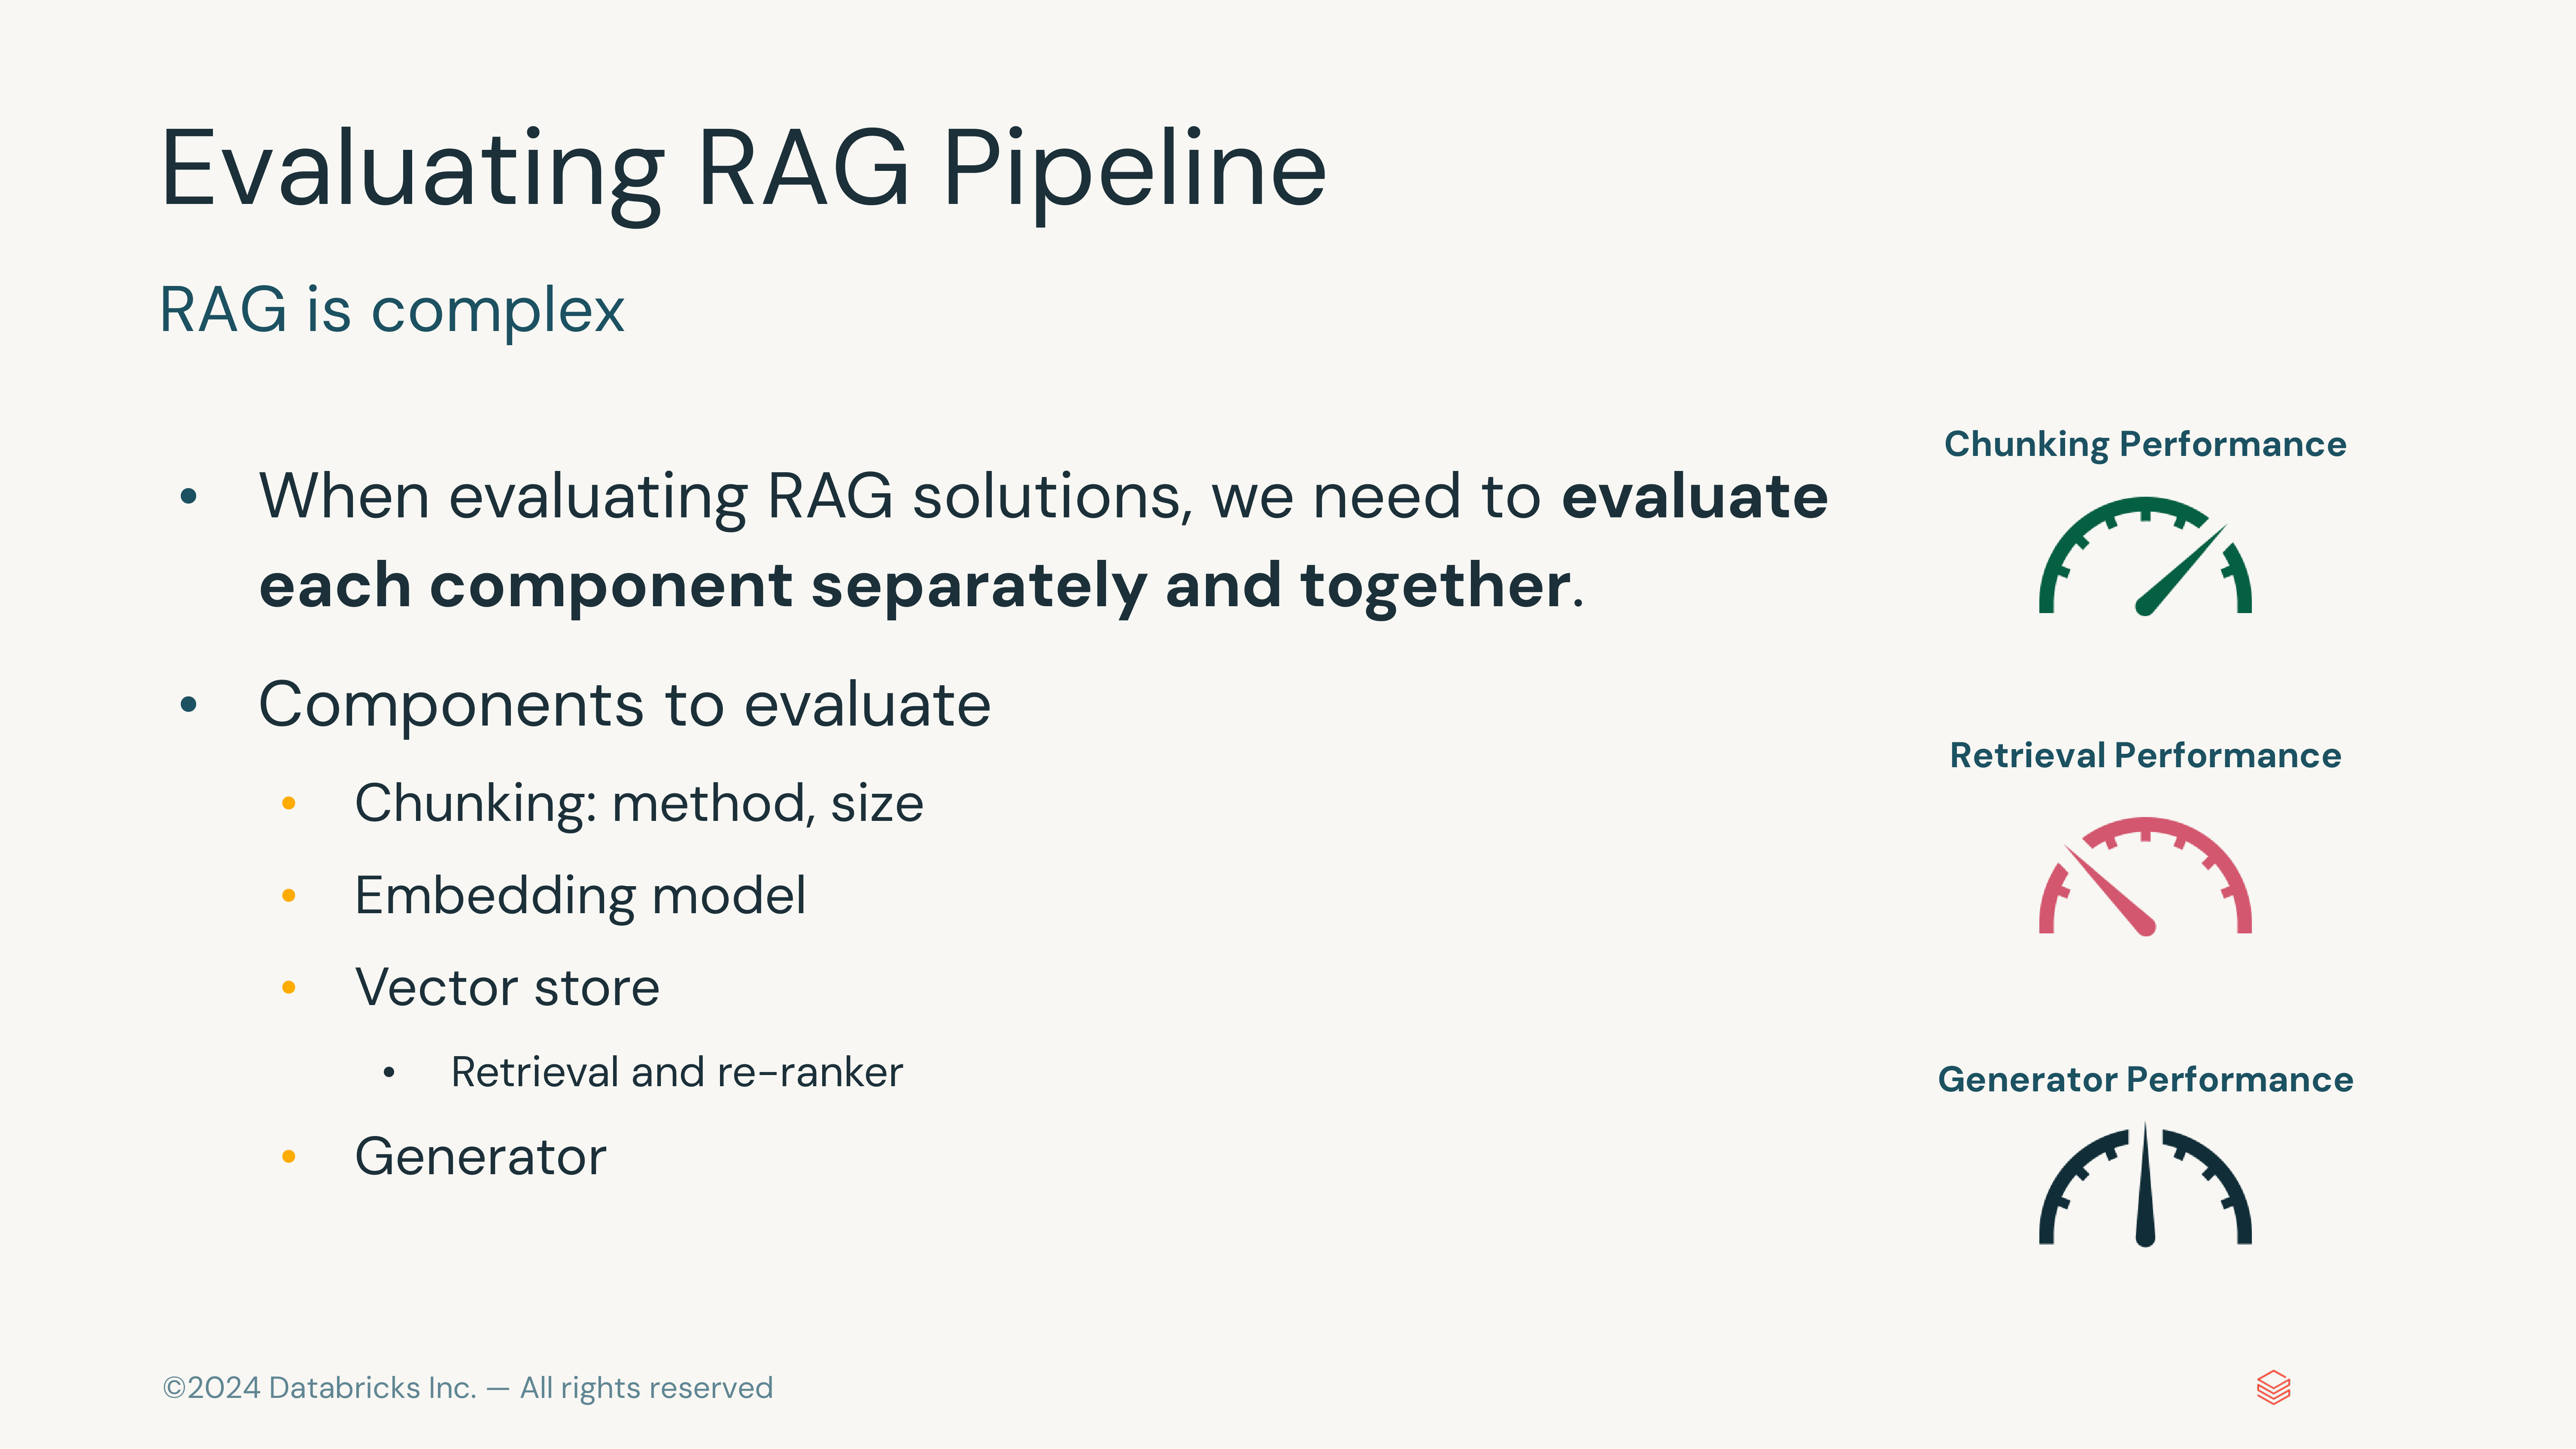 Evaluating RAG Pipeline
RAG is complex
• When evaluating RAG solutions, we need to evaluate
each component separately and together.
• Components to evaluate
• Chunking: method, size
• Embedding model
• Vector store
• Retrieval and re-ranker
• Generator
Chunking Performance
Retrieval Performance
Generator Performance
©2024 Databricks Inc. — All rights reserved